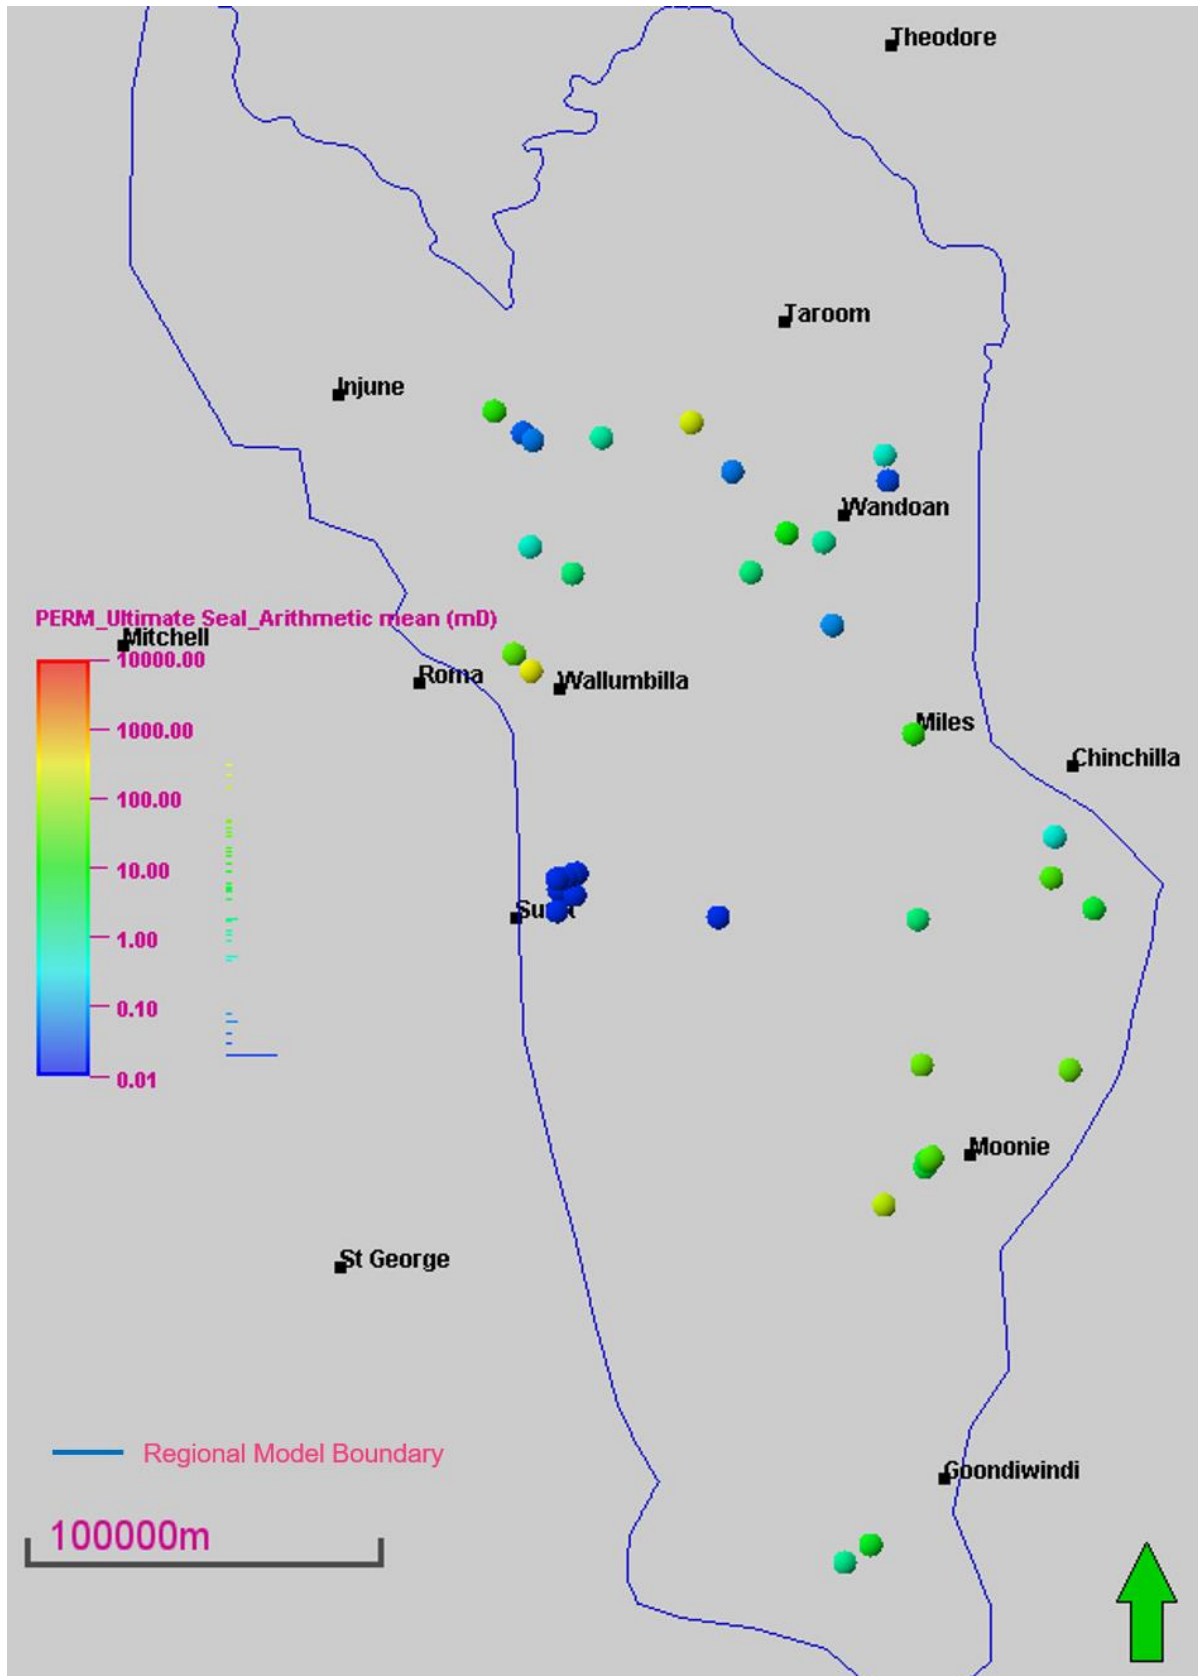 Theodore
Taroom
Injune
Wandoan
PERM_Ultimate Seal_Arithmetic mean (mD)
Mitchell
10000.00
Roma
Wallumbilla
1000.00
Miles
Chinchilla
100.00
10.00
1.00
0.10
0.01
Moonie
St George
Regional Model Boundary
Goondiwindi
100000m